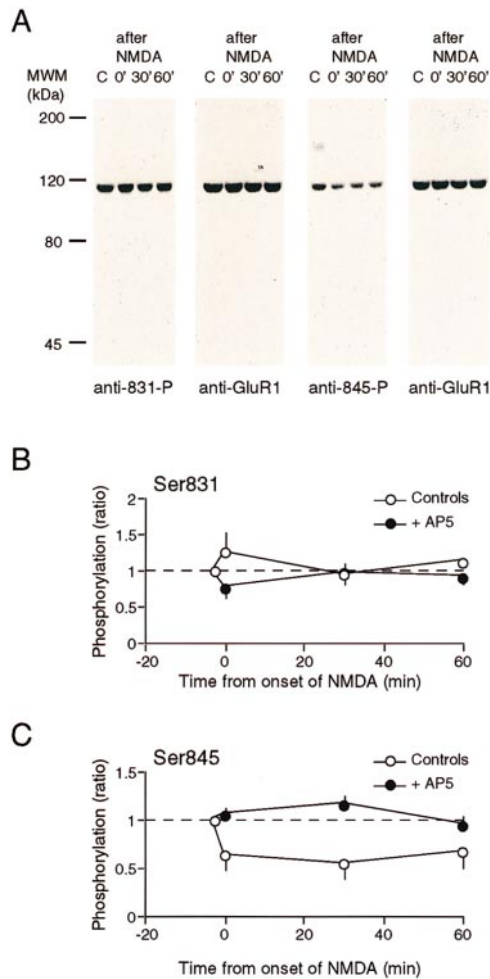 A
after after after after
NMDA NMDA NMDA NMDA
MWM
(kDa)
C 0' 30' 60' C 0' 30' 60' C 0' 30' 60' C 0' 30' 60'
200
120
80
45
anti-831-P anti-GluR1 anti-845-P anti-GluR1
B
Ser831
Controls
+ AP5
Phosphorylation (ratio)
2
1.5
1
0.5
0
-20 0 20 40 60
Time from onset of NMDA (min)
C
Ser845
Controls
+ AP5
Phosphorylation (ratio)
1.5
1
0.5
0
-20 0 20 40 60
Time from onset of NMDA (min)